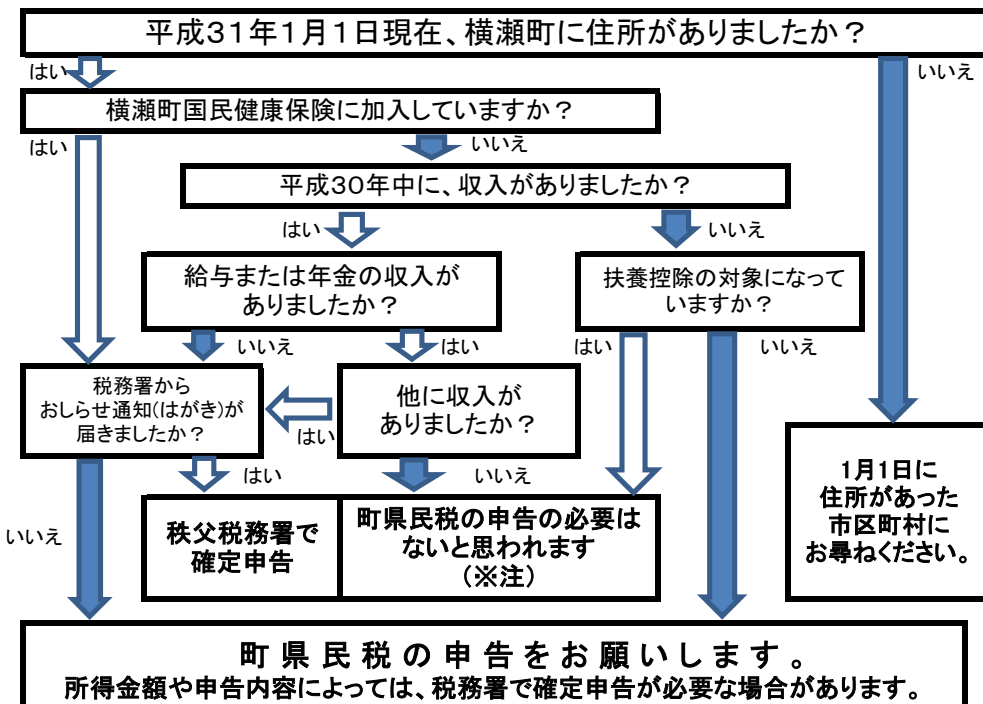 平成31年1月1日現在、横瀬町に住所がありましたか？
はい
いいえ
横瀬町国民健康保険に加入していますか？
はい
いいえ
平成30年中に、収入がありましたか？
はい
いいえ
給与または年金の収入が
ありましたか？
扶養控除の対象になって
いますか？
いいえ
はい
はい
いいえ
税務署から
おしらせ通知(はがき)が
届きましたか？
はい
他に収入が
ありましたか？
はい
いいえ
1月1日に
住所があった
市区町村に
お尋ねください。
いいえ
秩父税務署で
確定申告
町県民税の申告の必要は
ないと思われます
（※注）
町県民税の申告をお願いします。
所得金額や申告内容によっては、税務署で確定申告が必要な場合があります。